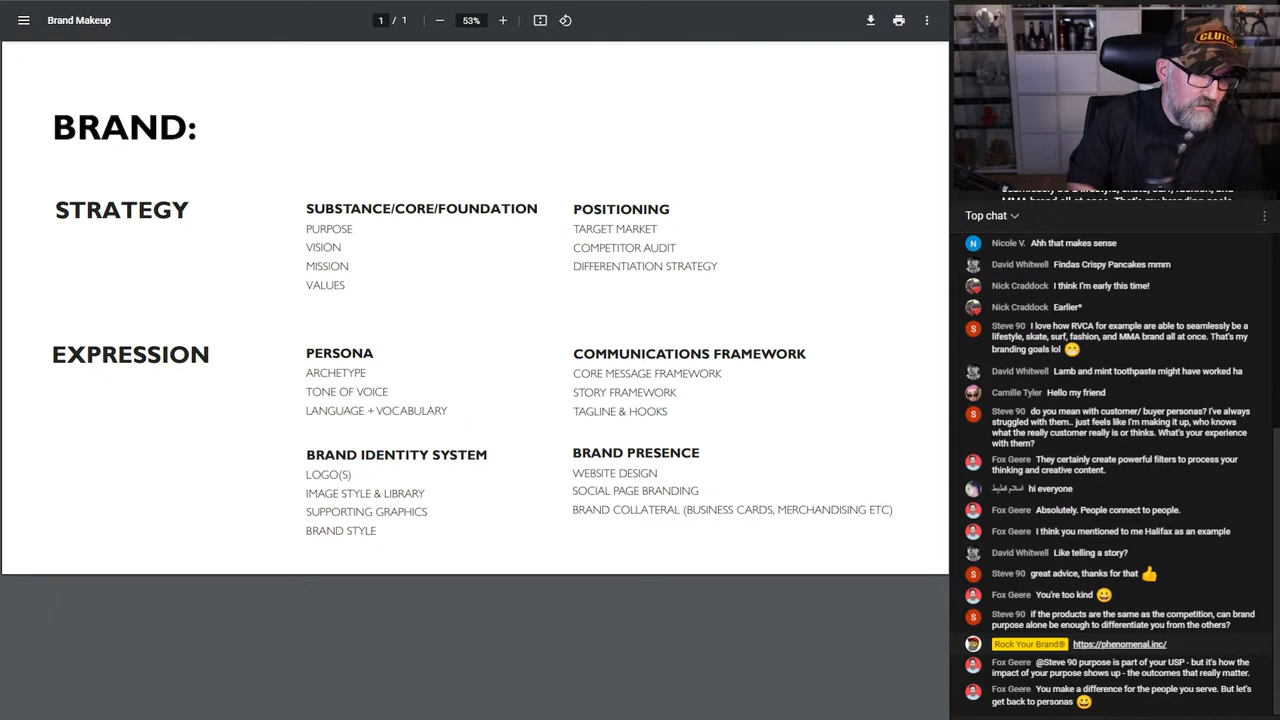 Brand Makeup
1 / 1
53%
BRAND:
STRATEGY
SUBSTANCE/CORE/FOUNDATION
PURPOSE
VISION
MISSION
VALUES
POSITIONING
TARGET MARKET
COMPETITOR AUDIT
DIFFERENTIATION STRATEGY
EXPRESSION
PERSONA
ARCHETYPE
TONE OF VOICE
LANGUAGE + VOCABULARY
COMMUNICATIONS FRAMEWORK
CORE MESSAGE FRAMEWORK
STORY FRAMEWORK
TAGLINE & HOOKS
BRAND IDENTITY SYSTEM
LOGO(S)
IMAGE STYLE & LIBRARY
SUPPORTING GRAPHICS
BRAND STYLE
BRAND PRESENCE
WEBSITE DESIGN
SOCIAL PAGE BRANDING
BRAND COLLATERAL (BUSINESS CARDS, MERCHANDISING ETC)
CLUTCH
MMA brand all at once. That's my branding goals
Top chat
N
Nicole V. Ahh that makes sense
David Whitwell Findas Crispy Pancakes mmm
Nick Craddock I think I'm early this time!
Nick Craddock Earlier*
S
Steve 90 I love how RVCA for example are able to seamlessly be a
lifestyle, skate, surf, fashion, and MMA brand all at once. That's my
branding goals lol 😁
David Whitwell Lamb and mint toothpaste might have worked ha
Camille Tyler Hello my friend
S
Steve 90 do you mean with customer/ buyer personas? I've always
struggled with them.. just feels like I'm making it up, who knows
what the really customer really is or thinks. What's your experience
with them?
Fox Geere They certainly create powerful filters to process your
thinking and creative content.
hi everyone
Fox Geere Absolutely. People connect to people.
Fox Geere I think you mentioned to me Halifax as an example
David Whitwell Like telling a story?
S
Steve 90 great advice, thanks for that 👍
Fox Geere You're too kind 😀
S
Steve 90 if the products are the same as the competition, can brand
purpose alone be enough to differentiate you from the others?
Rock Your Brand® https://phenomenal.inc/
Fox Geere @Steve 90 purpose is part of your USP - but it's how the
impact of your purpose shows up - the outcomes that really matter.
Fox Geere You make a difference for the people you serve. But let's
get back to personas 😀